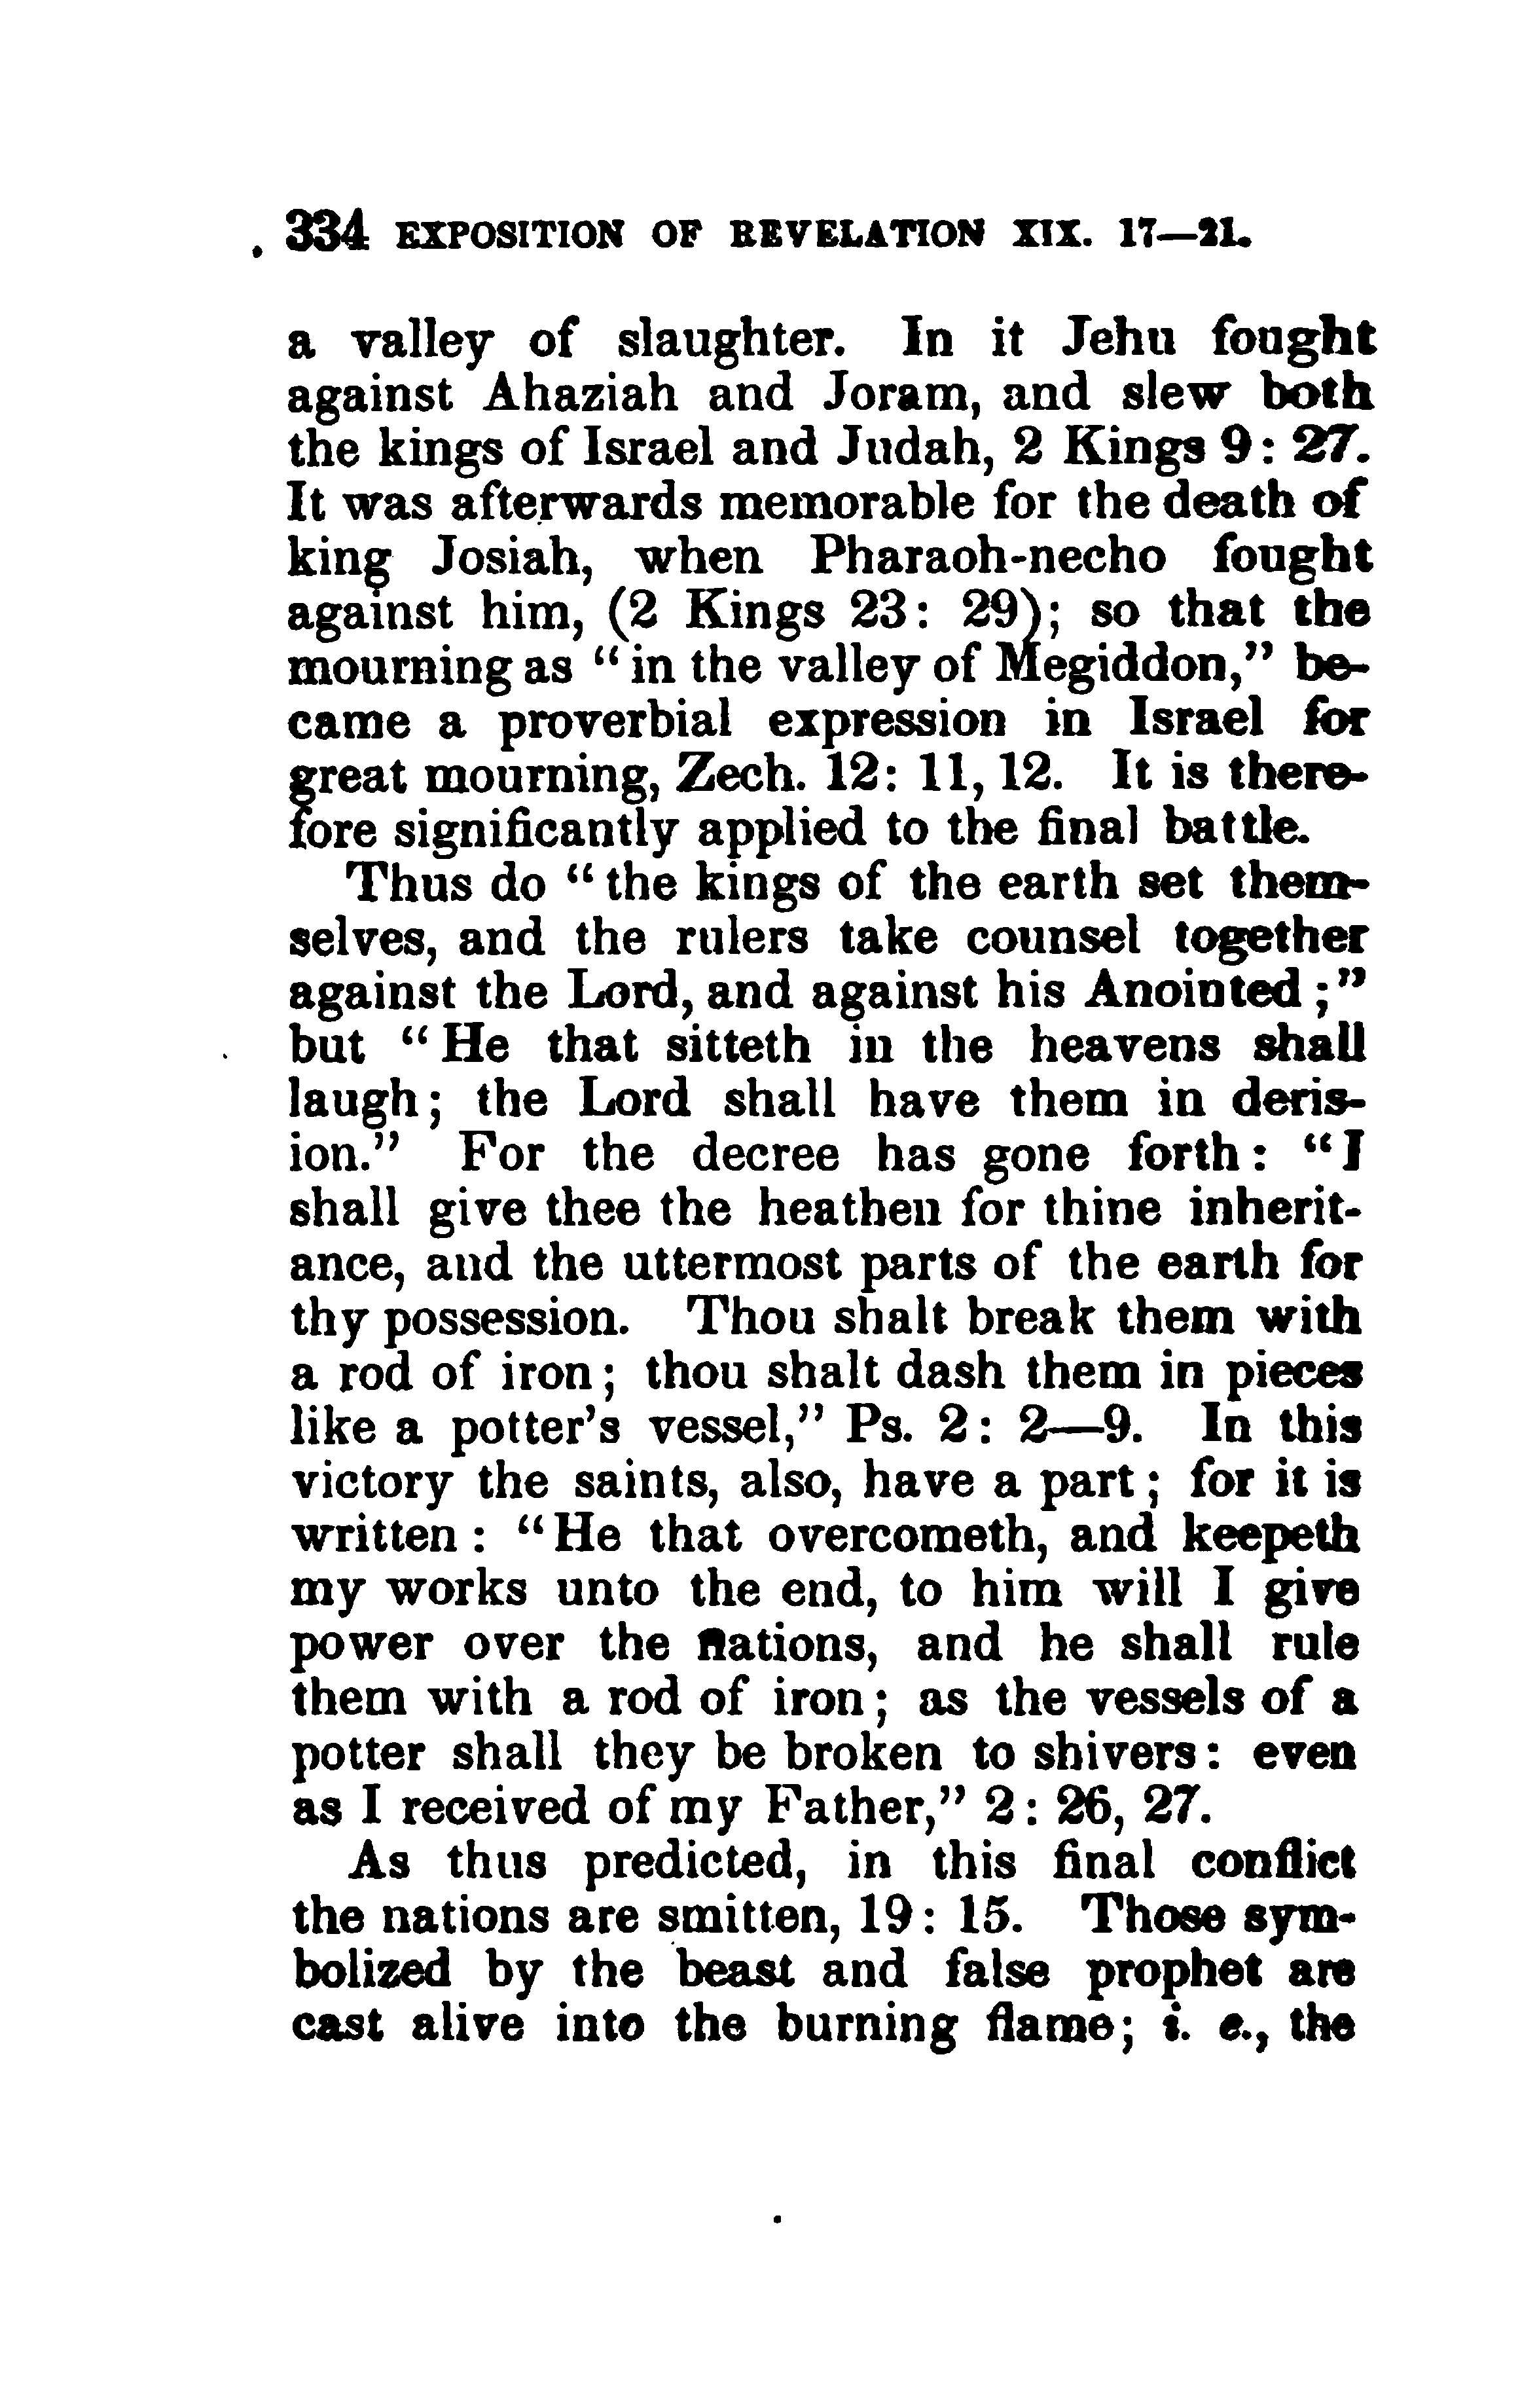 334 EXPOSITION OF REVELATION XIX. 17—21.
a valley of slaughter. In it Jehu fought
against Ahaziah and Joram, and slew both
the kings of Israel and Judah, 2 Kings 9: 27.
It was afterwards memorable for the death of
king Josiah, when Pharaoh-necho fought
against him, (2 Kings 23: 29); so that the
mourning as “in the valley of Megiddon,” be-
came a proverbial expression in Israel for
great mourning, Zech. 12: 11, 12. It is there-
fore significantly applied to the final battle.
Thus do “the kings of the earth set them-
selves, and the rulers take counsel together
against the Lord, and against his Anointed;”
but “He that sitteth in the heavens shall
laugh; the Lord shall have them in deris-
ion.” For the decree has gone forth: “I
shall give thee the heathen for thine inherit-
ance, and the uttermost parts of the earth for
thy possession. Thou shalt break them with
a rod of iron; thou shalt dash them in pieces
like a potter’s vessel,” Ps. 2: 2—9. In this
victory the saints, also, have a part; for it is
written: “He that overcometh, and keepeth
my works unto the end, to him will I give
power over the nations, and he shall rule
them with a rod of iron; as the vessels of a
potter shall they be broken to shivers: even
as I received of my Father,” 2: 26, 27.
As thus predicted, in this final conflict
the nations are smitten, 19: 15. Those sym-
bolized by the beast and false prophet are
cast alive into the burning flame; i. e., the